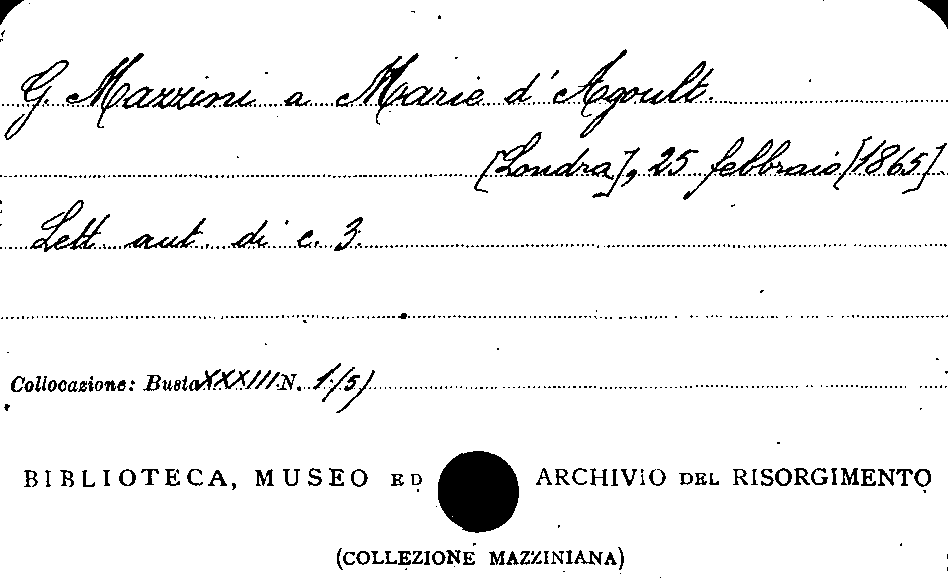 G. Mazzini a Marie d'Agoult.
[Londra], 25 febbraio [1865]
Lett. aut. di c. 3.
Collocazione: Busta XXXIII N. 1/5)
BIBLIOTECA, MUSEO ED ARCHIVIO DEL RISORGIMENTO
(COLLEZIONE MAZZINIANA)